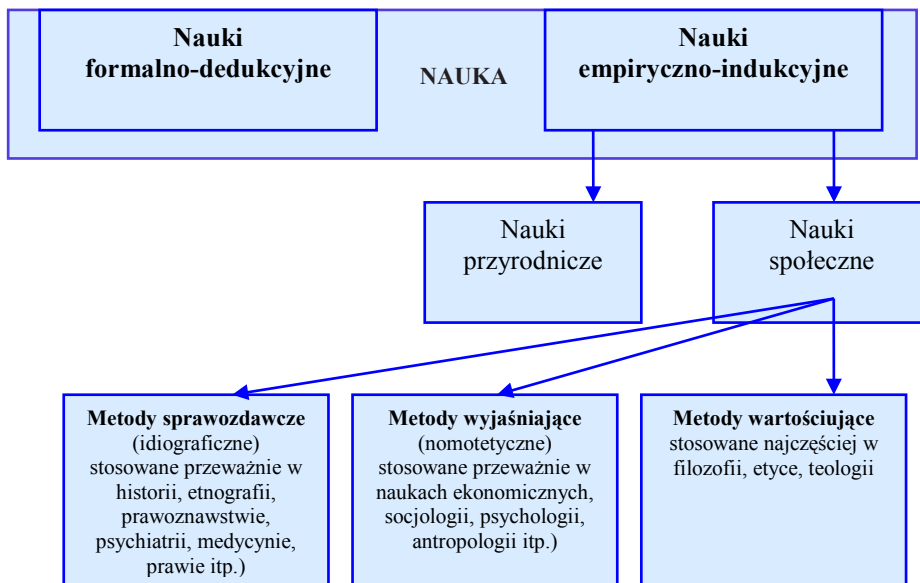 Nauki
formalno-dedukcyjne
NAUKA
Nauki
empiryczno-indukcyjne
Nauki
przyrodnicze
Nauki
społeczne
Metody sprawozdawcze
(idiograficzne)
stosowane przeważnie w
historii, etnografii,
prawoznawstwie,
psychiatrii, medycynie,
prawie itp.)
Metody wyjaśniające
(nomotetyczne)
stosowane przeważnie w
naukach ekonomicznych,
socjologii, psychologii,
antropologii itp.)
Metody wartościujące
stosowane najczęściej w
filozofii, etyce, teologii